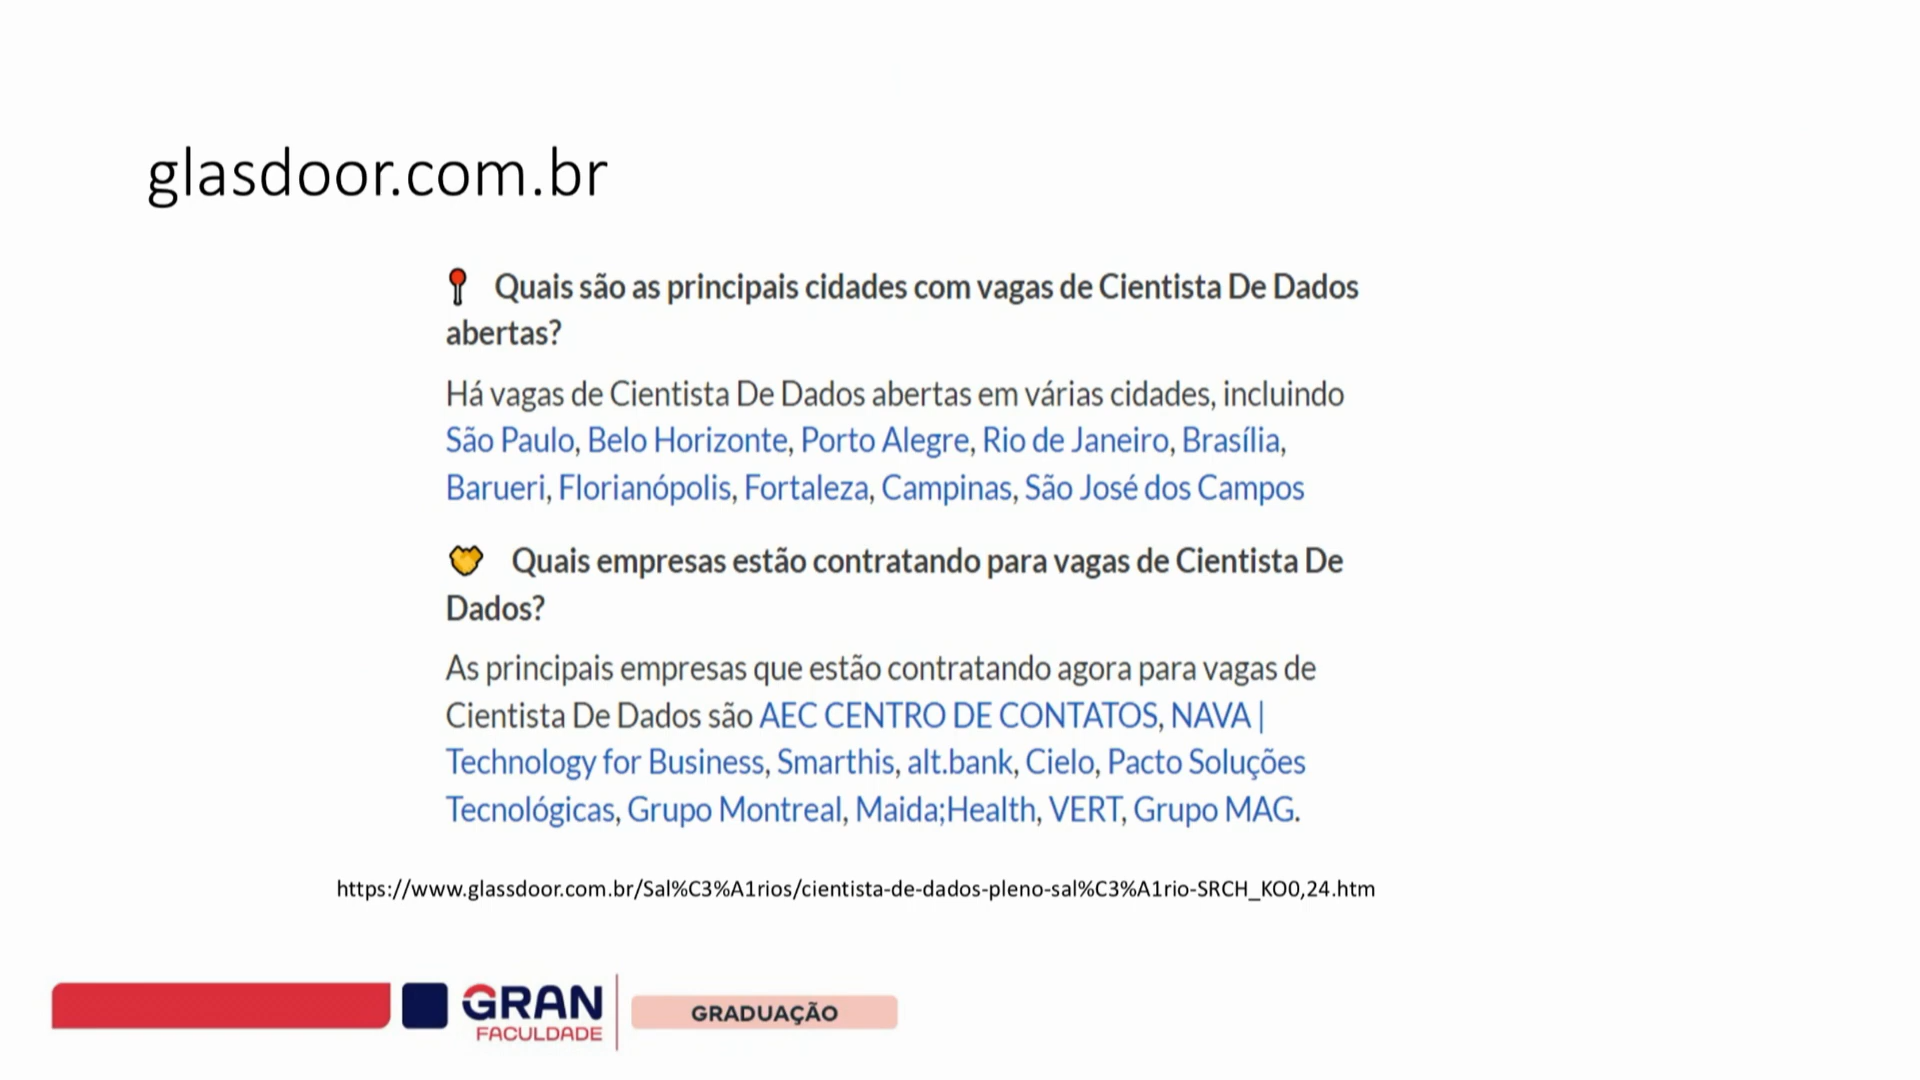 glasdoor.com.br
Quais são as principais cidades com vagas de Cientista De Dados
abertas?
Há vagas de Cientista De Dados abertas em várias cidades, incluindo
São Paulo, Belo Horizonte, Porto Alegre, Rio de Janeiro, Brasília,
Barueri, Florianópolis, Fortaleza, Campinas, São José dos Campos
Quais empresas estão contratando para vagas de Cientista De
Dados?
As principais empresas que estão contratando agora para vagas de
Cientista De Dados são AEC CENTRO DE CONTATOS, NAVA |
Technology for Business, Smarthis, alt.bank, Cielo, Pacto Soluções
Tecnológicas, Grupo Montreal, Maida;Health, VERT, Grupo MAG.
https://www.glassdoor.com.br/Sal%C3%A1rios/cientista-de-dados-pleno-sal%C3%A1rio-SRCH_KO0,24.htm
GRAN
FACULDADE
GRADUAÇÃO